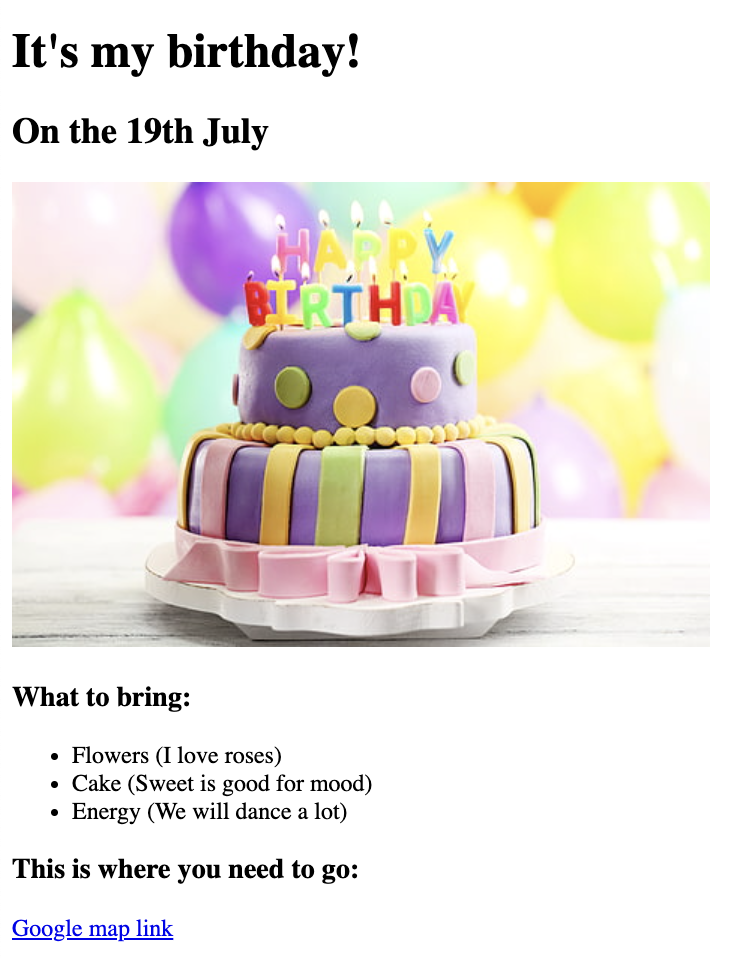 It's my birthday!
On the 19th July
HAPPY
BIRTHDAY
What to bring:
Flowers (I love roses)
Cake (Sweet is good for mood)
Energy (We will dance a lot)
This is where you need to go:
Google map link